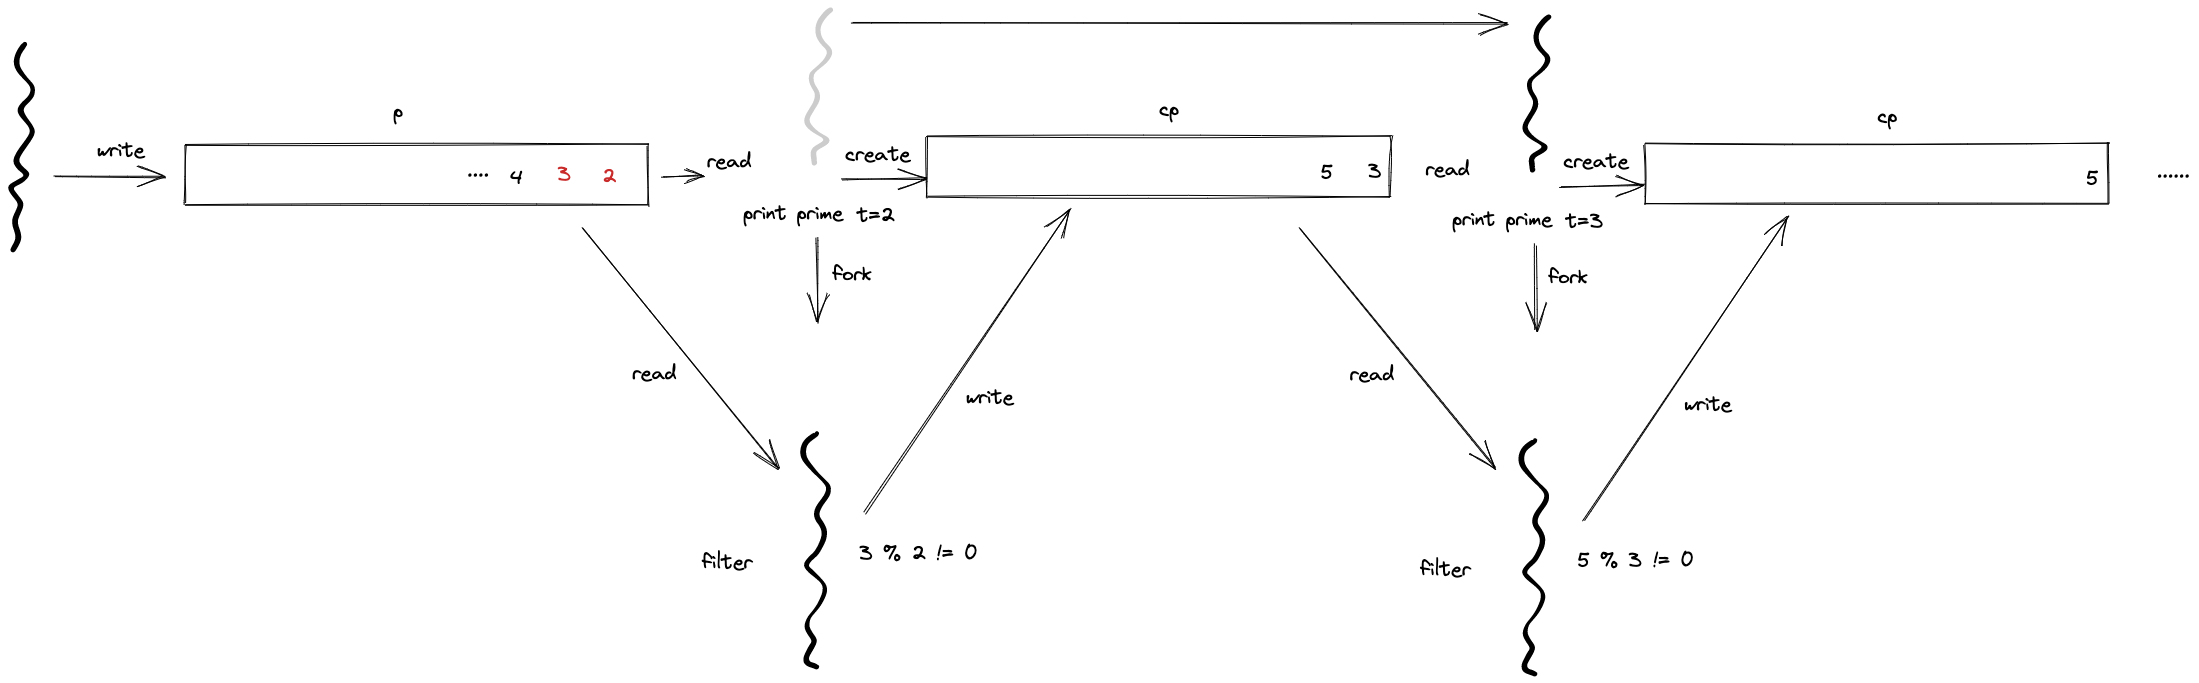 p
cp
cp
write
.... 4 3 2
read
create
5 3
read
create
5
......
print prime t=2
print prime t=3
fork
fork
read
write
read
write
filter
3 % 2 != 0
filter
5 % 3 != 0